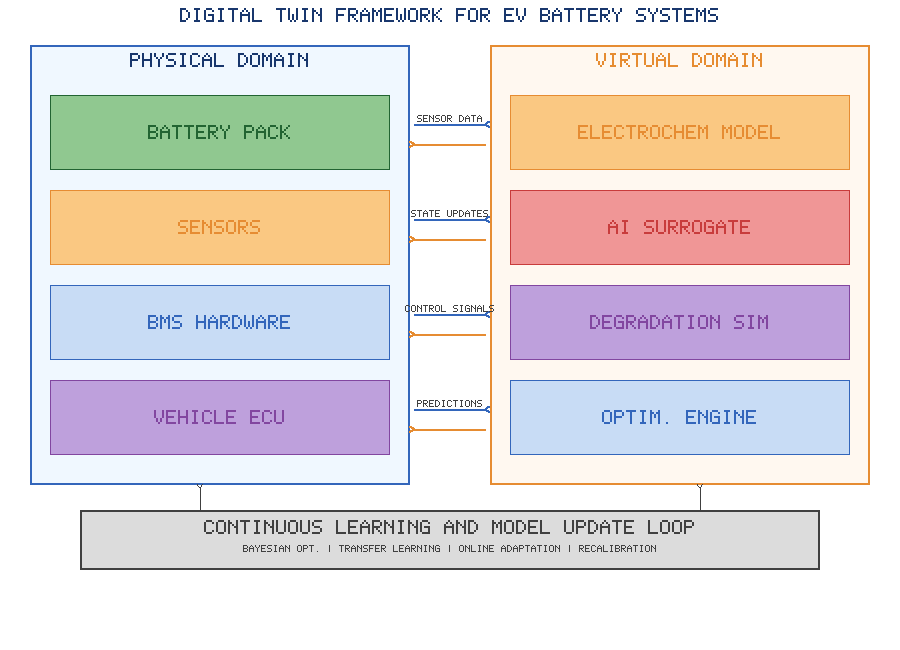 DIGITAL TWIN FRAMEWORK FOR EV BATTERY SYSTEMS
PHYSICAL DOMAIN
BATTERY PACK
SENSORS
BMS HARDWARE
VEHICLE ECU
SENSOR DATA
STATE UPDATES
CONTROL SIGNALS
PREDICTIONS
VIRTUAL DOMAIN
ELECTROCHEM MODEL
AI SURROGATE
DEGRADATION SIM
OPTIM. ENGINE
CONTINUOUS LEARNING AND MODEL UPDATE LOOP
BAYESIAN OPT. | TRANSFER LEARNING | ONLINE ADAPTATION | RECALIBRATION